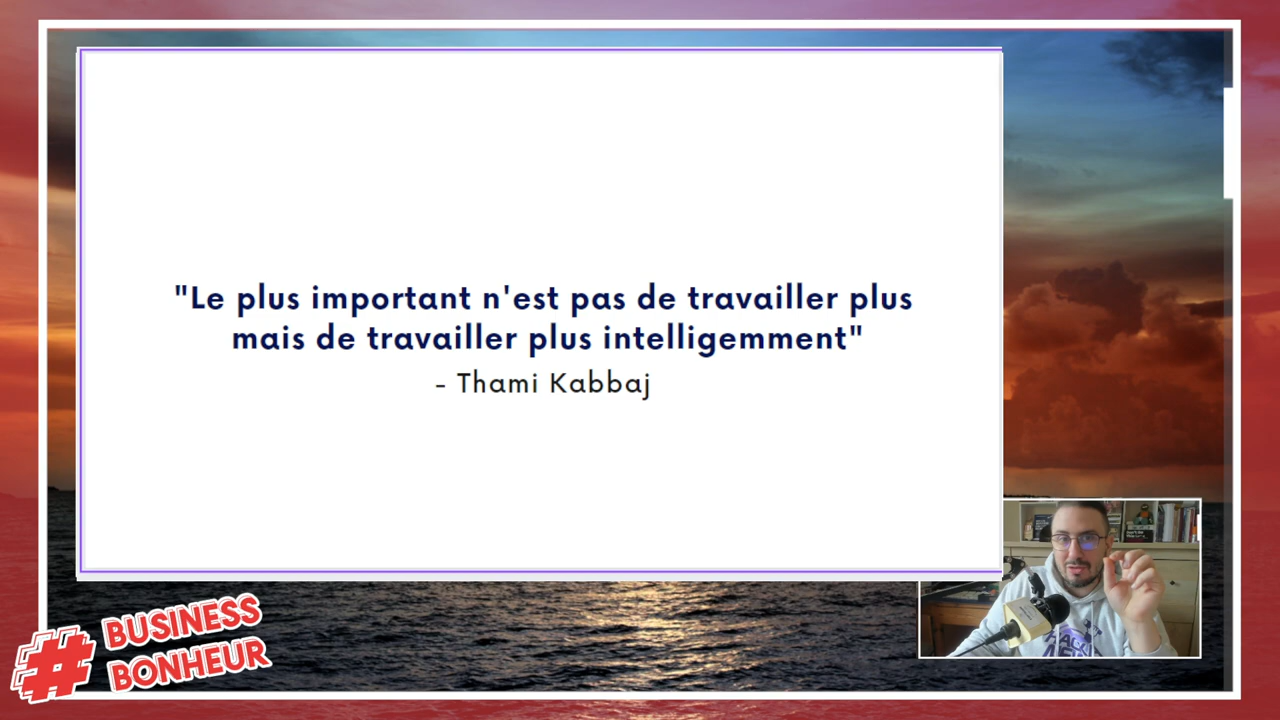 "Le plus important n'est pas de travailler plus
mais de travailler plus intelligemment"
- Thami Kabbaj
# BUSINESS
BONHEUR